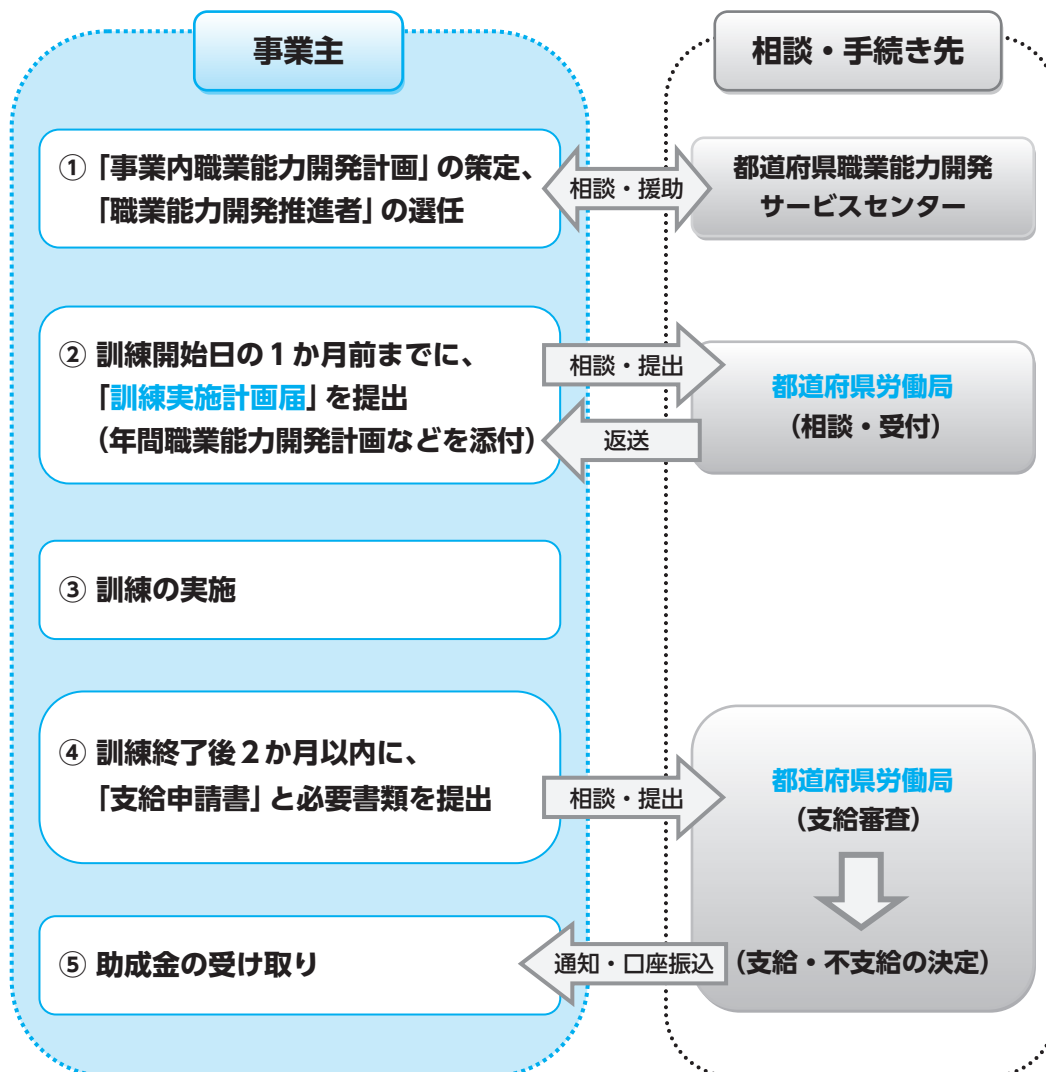 事業主
相談・手続き先
①「事業内職業能力開発計画」の策定、
「職業能力開発推進者」の選任
相談・援助
都道府県職業能力開発
サービスセンター
② 訓練開始日の1か月前までに、
「訓練実施計画届」を提出
（年間職業能力開発計画などを添付）
相談・提出
返送
都道府県労働局
（相談・受付）
③ 訓練の実施
④ 訓練終了後2か月以内に、
「支給申請書」と必要書類を提出
相談・提出
都道府県労働局
（支給審査）
⑤ 助成金の受け取り
通知・口座振込
（支給・不支給の決定）